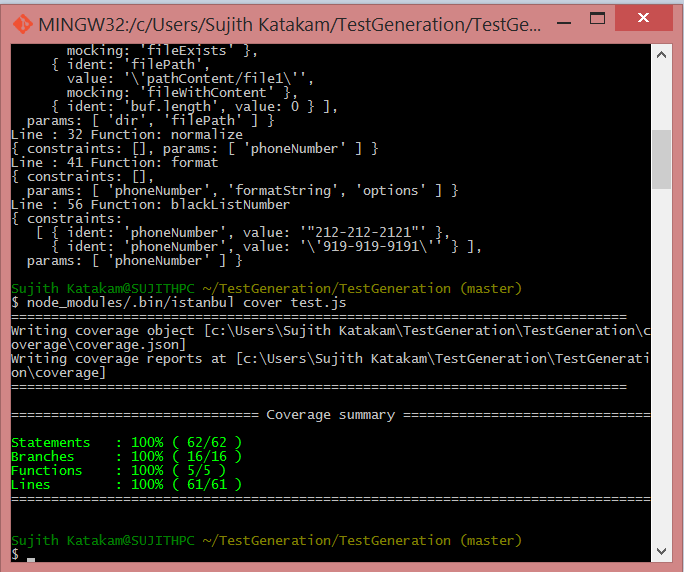 MINGW32:/c/Users/Sujith Katakam/TestGeneration/TestGe...
mocking: 'fileExists' },
{ ident: 'filePath',
value: '\'pathContent/file1\'',
mocking: 'fileWithContent' },
{ ident: 'buf.length', value: 0 } ],
params: [ 'dir', 'filePath' ] }
Line : 32 Function: normalize
{ constraints: [], params: [ 'phoneNumber' ] }
Line : 41 Function: format
{ constraints: [],
params: [ 'phoneNumber', 'formatString', 'options' ] }
Line : 56 Function: blackListNumber
{ constraints:
[ { ident: 'phoneNumber', value: '"212-212-2121"' },
{ ident: 'phoneNumber', value: '\'919-919-9191\'' } ],
params: [ 'phoneNumber' ] }
Sujith Katakam@SUJITHPC ~/TestGeneration/TestGeneration (master)
$ node_modules/.bin/istanbul cover test.js
=============================================================================
Writing coverage object [c:\Users\Sujith Katakam\TestGeneration\TestGeneration\c
overage\coverage.json]
Writing coverage reports at [c:\Users\Sujith Katakam\TestGeneration\TestGenerati
on\coverage]
=============================================================================
=============================== Coverage summary ===============================
Statements   : 100% ( 62/62 )
Branches     : 100% ( 16/16 )
Functions    : 100% ( 5/5 )
Lines        : 100% ( 61/61 )
================================================================================
Sujith Katakam@SUJITHPC ~/TestGeneration/TestGeneration (master)
$